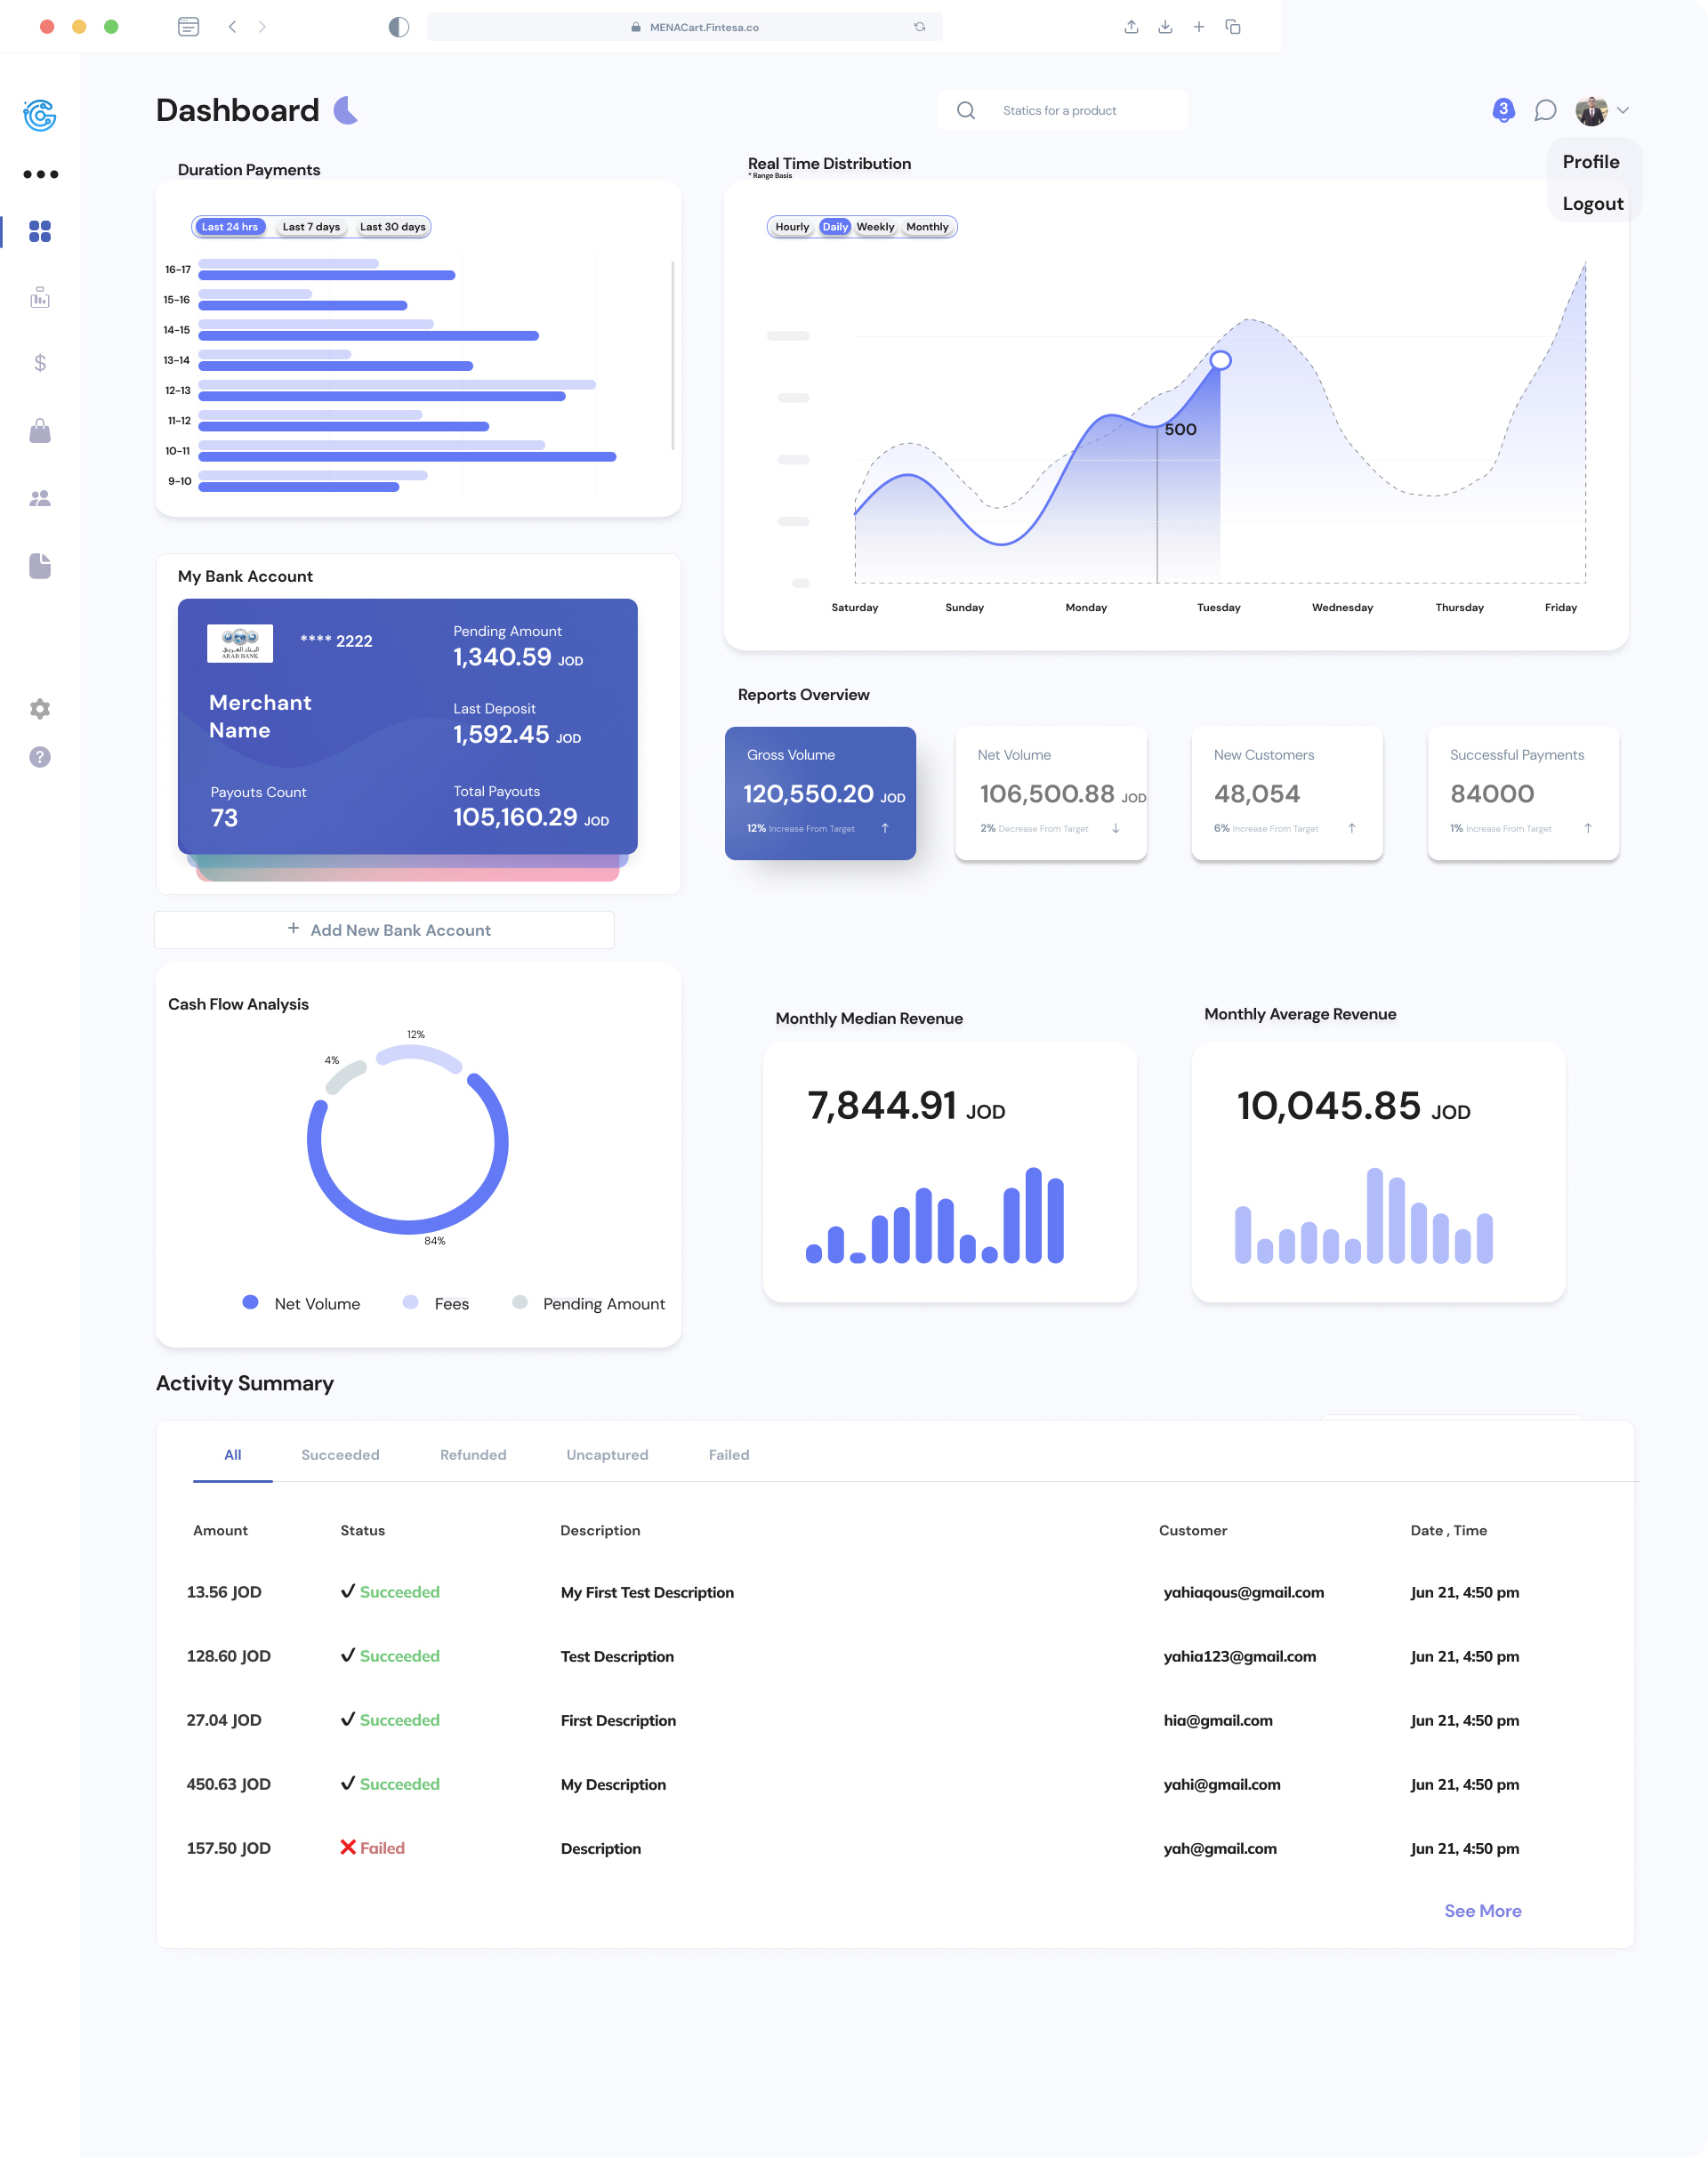 MENACart.Fintesa.co
Dashboard
Statics for a product
3
Profile
Logout
Duration Payments
Last 24 hrs
Last 7 days
Last 30 days
16-17
15-16
14-15
13-14
12-13
11-12
10-11
9-10
Real Time Distribution
* Range Basis
Hourly
Daily
Weekly
Monthly
500
Saturday
Sunday
Monday
Tuesday
Wednesday
Thursday
Friday
My Bank Account
البنك العربي
ARAB BANK
**** 2222
Pending Amount
1,340.59 JOD
Merchant
Name
Last Deposit
1,592.45 JOD
Payouts Count
73
Total Payouts
105,160.29 JOD
Add New Bank Account
Reports Overview
Gross Volume
120,550.20 JOD
12% Increase From Target
Net Volume
106,500.88 JOD
2% Decrease From Target
New Customers
48,054
6% Increase From Target
Successful Payments
84000
1% Increase From Target
Cash Flow Analysis
12%
4%
84%
Net Volume
Fees
Pending Amount
Monthly Median Revenue
7,844.91 JOD
Monthly Average Revenue
10,045.85 JOD
Activity Summary
All
Succeeded
Refunded
Uncaptured
Failed
Amount
Status
Description
Customer
Date , Time
13.56 JOD
Succeeded
My First Test Description
yahiaqous@gmail.com
Jun 21, 4:50 pm
128.60 JOD
Succeeded
Test Description
yahia123@gmail.com
Jun 21, 4:50 pm
27.04 JOD
Succeeded
First Description
hia@gmail.com
Jun 21, 4:50 pm
450.63 JOD
Succeeded
My Description
yahi@gmail.com
Jun 21, 4:50 pm
157.50 JOD
Failed
Description
yah@gmail.com
Jun 21, 4:50 pm
See More